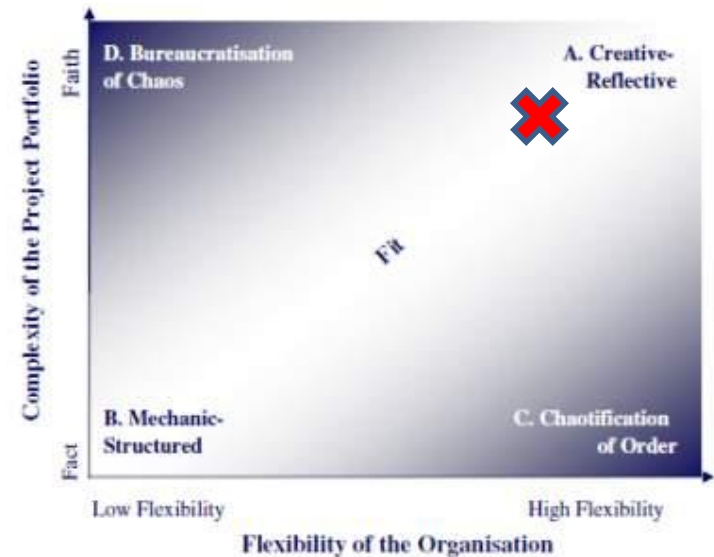 Complexity of the Project Portfolio
Faith
Fact
D. Bureaucratisation
of Chaos
A. Creative-
Reflective
Fit
B. Mechanic-
Structured
C. Chaotification
of Order
Low Flexibility
High Flexibility
Flexibility of the Organisation